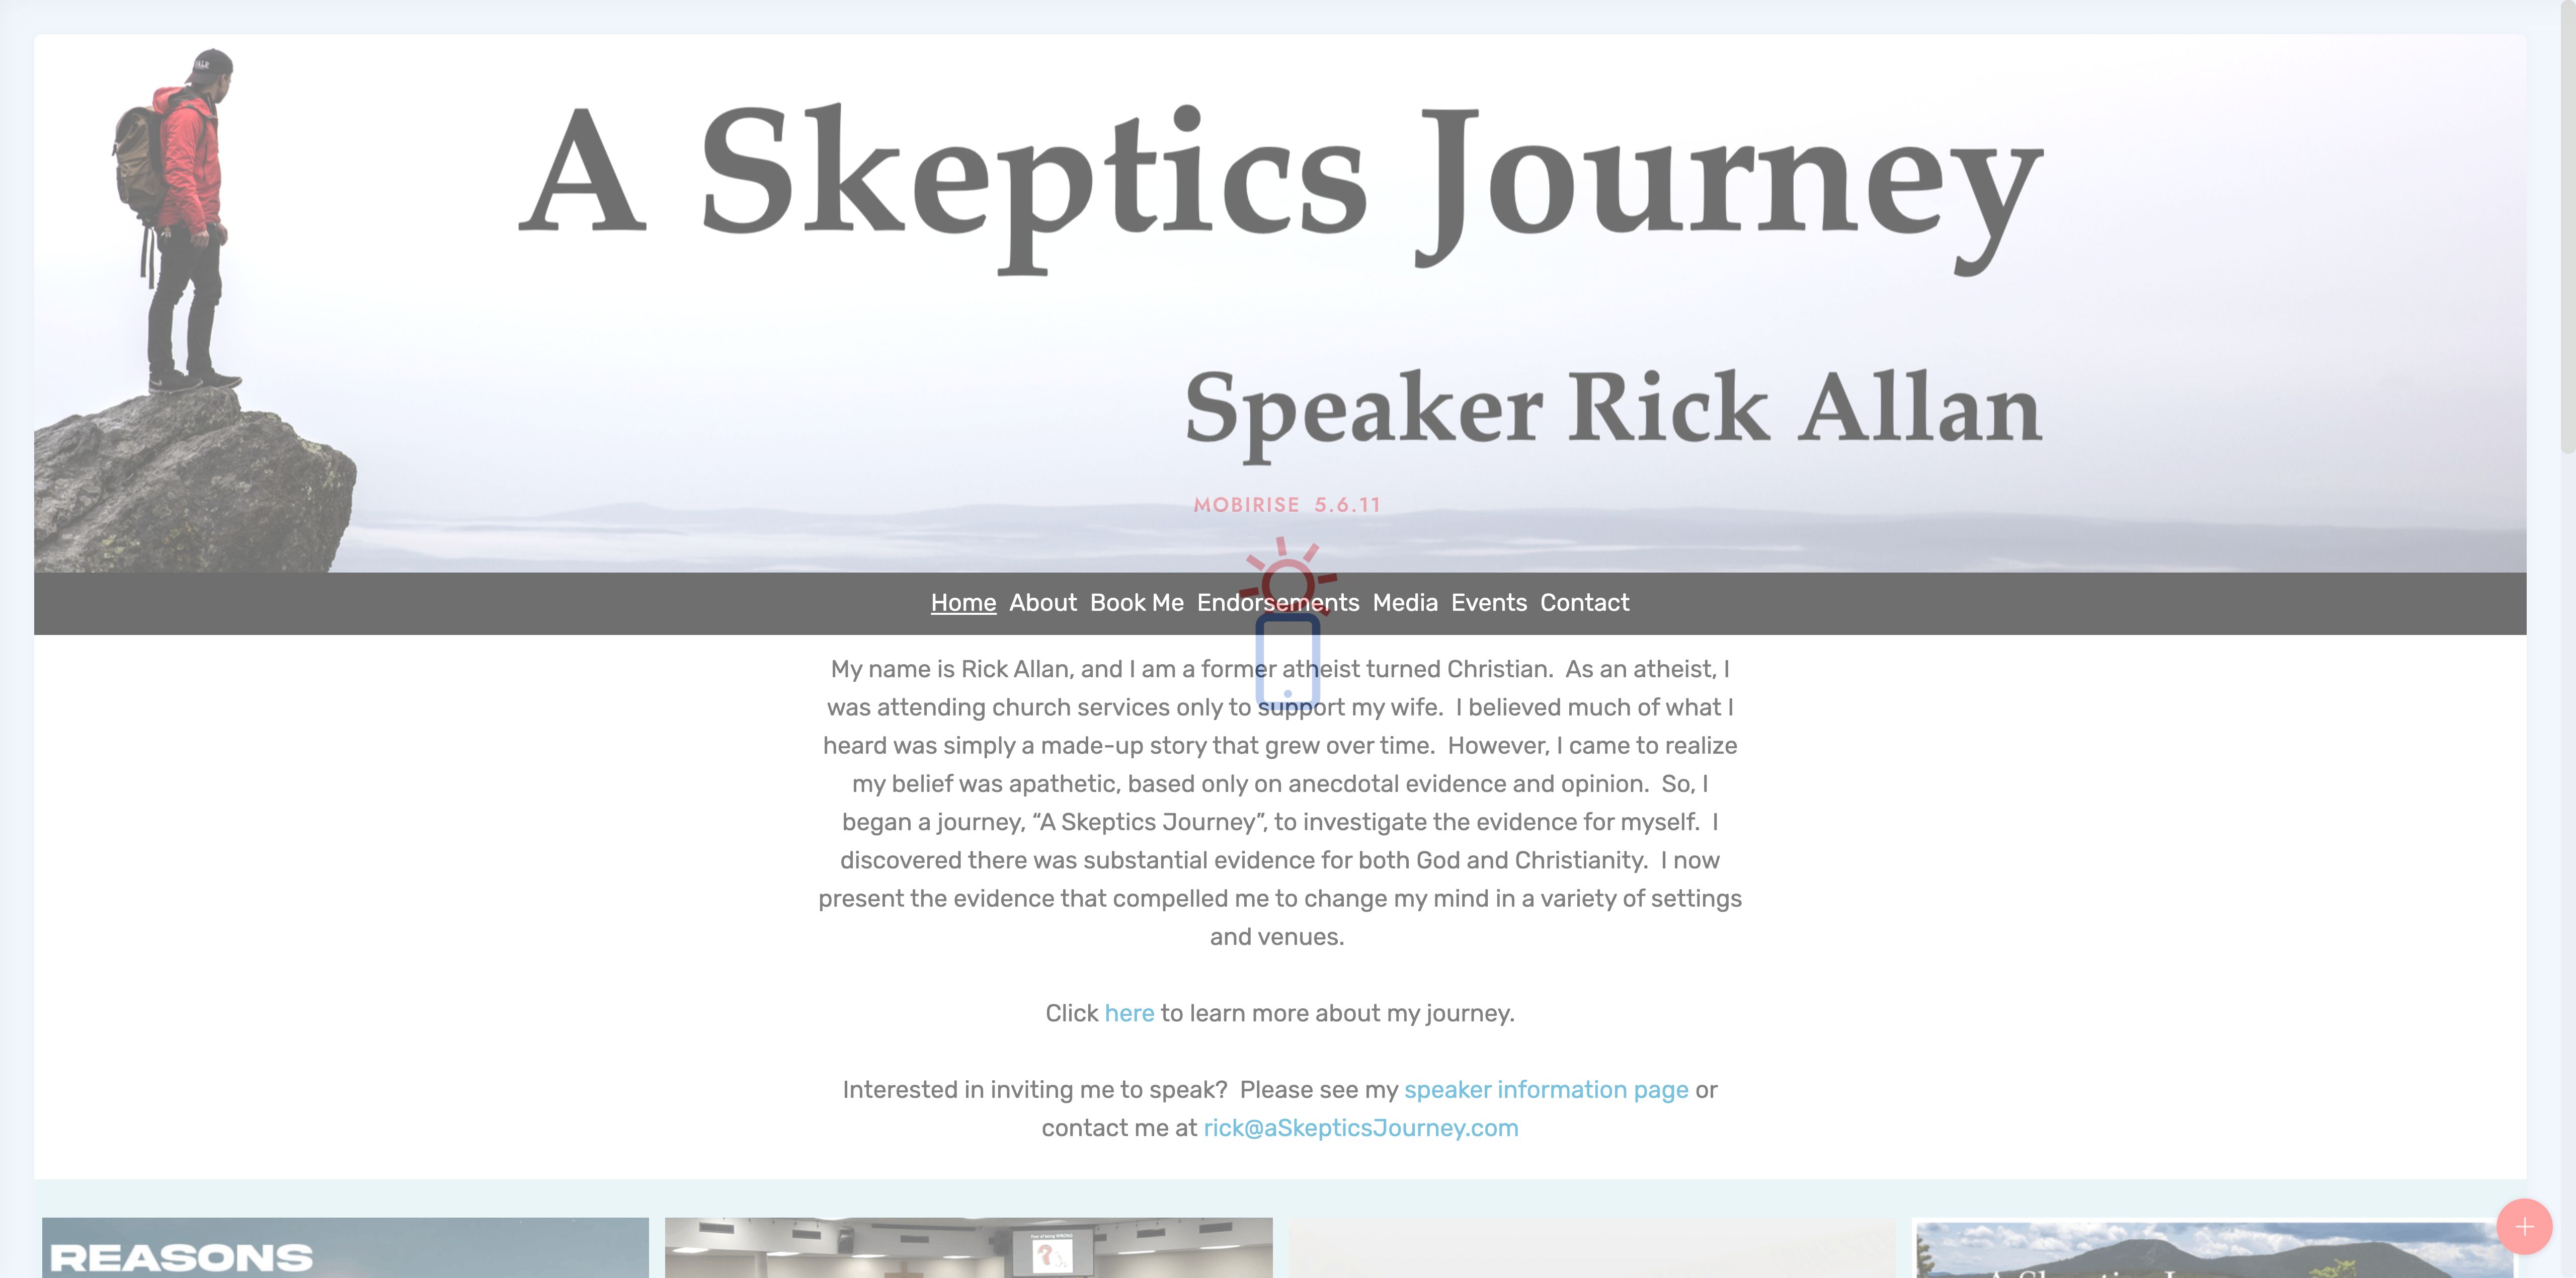 A Skeptics Journey
Speaker Rick Allan
MOBIRISE 5.6.11
Home About Book Me Endorsements Media Events Contact
My name is Rick Allan, and I am a former atheist turned Christian. As an atheist, I
was attending church services only to support my wife. I believed much of what I
heard was simply a made-up story that grew over time. However, I came to realize
my belief was apathetic, based only on anecdotal evidence and opinion. So, I
began a journey, “A Skeptics Journey”, to investigate the evidence for myself. I
discovered there was substantial evidence for both God and Christianity. I now
present the evidence that compelled me to change my mind in a variety of settings
and venues.
Click here to learn more about my journey.
Interested in inviting me to speak? Please see my speaker information page or
contact me at rick@aSkepticsJourney.com
REASONS
Fear of being WRONG